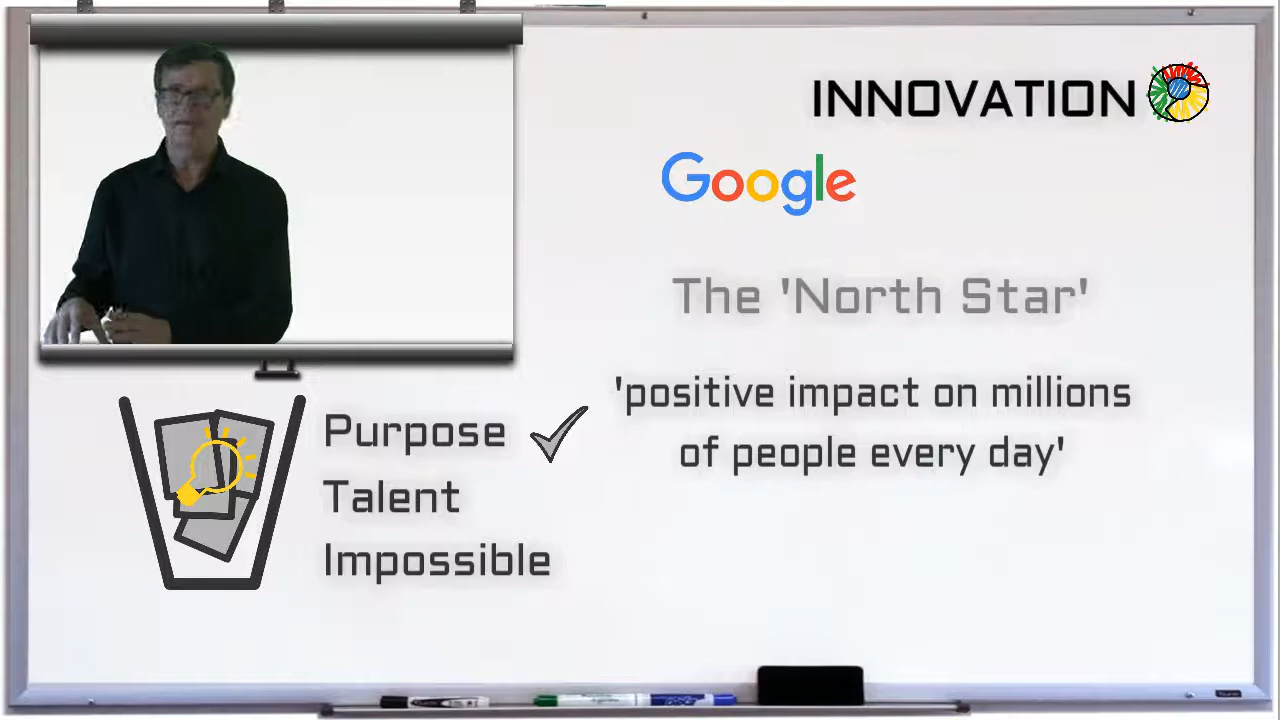 INNOVATION
Google
The 'North Star'
'positive impact on millions
of people every day'
Purpose
Talent
Impossible